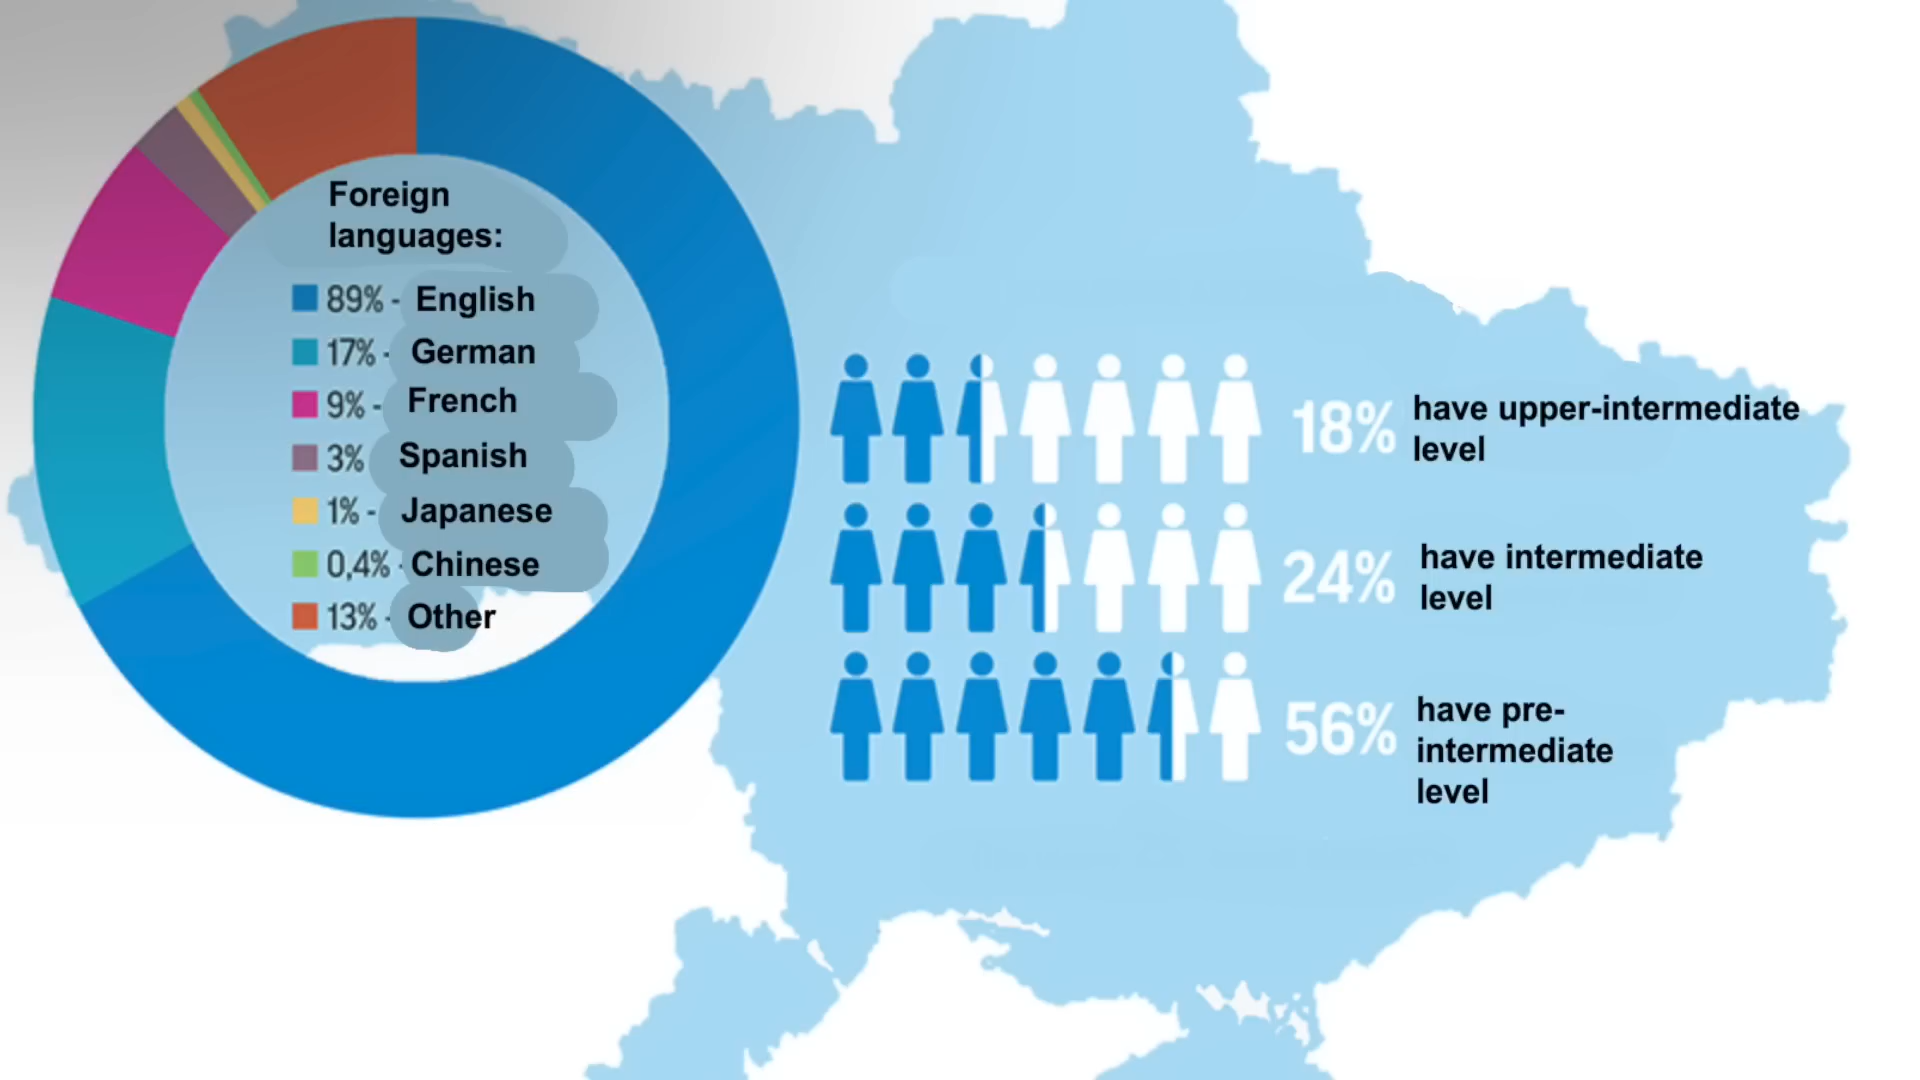 Foreign
languages:
89% - English
17% - German
9% - French
3% Spanish
1% - Japanese
0,4% - Chinese
13% - Other
18% have upper-intermediate
level
24% have intermediate
level
56% have pre-
intermediate
level